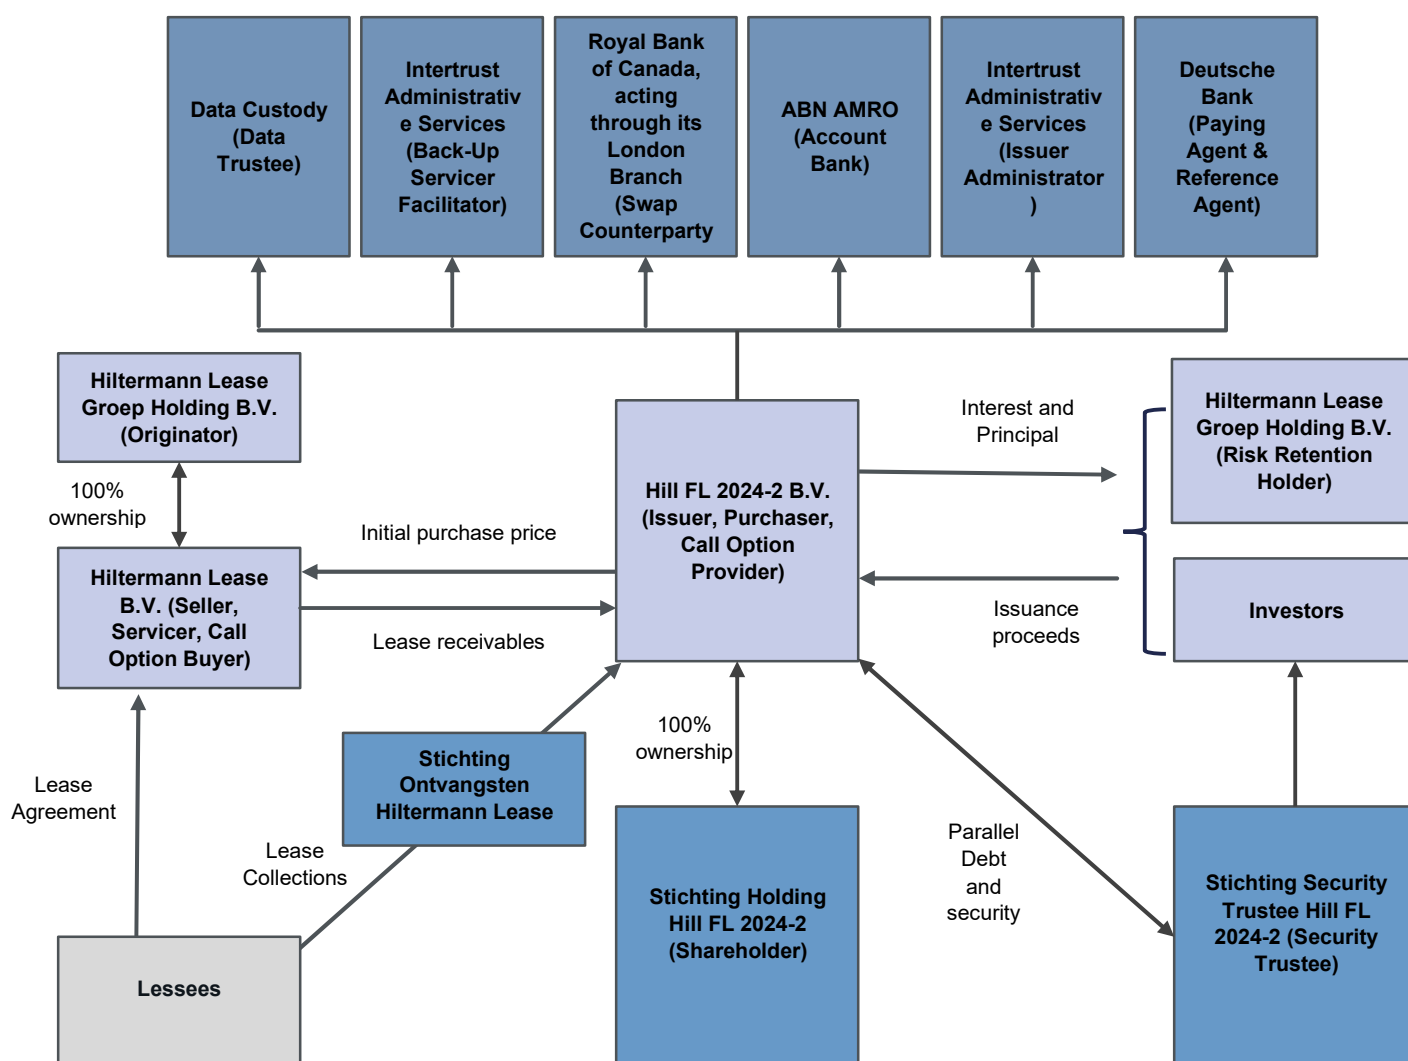 Data Custody
(Data
Trustee)
Intertrust
Administrativ
e Services
(Back-Up
Servicer
Facilitator)
Royal Bank
of Canada,
acting
through its
London
Branch
(Swap
Counterparty
ABN AMRO
(Account
Bank)
Intertrust
Administrativ
e Services
(Issuer
Administrator
)
Deutsche
Bank
(Paying
Agent &
Reference
Agent)
Hiltermann Lease
Groep Holding B.V.
(Originator)
100%
ownership
Hiltermann Lease
B.V. (Seller,
Servicer, Call
Option Buyer)
Initial purchase price
Lease receivables
Hill FL 2024-2 B.V.
(Issuer, Purchaser,
Call Option
Provider)
Interest and
Principal
Issuance
proceeds
Hiltermann Lease
Groep Holding B.V.
(Risk Retention
Holder)
Investors
Lease
Agreement
Lease
Collections
Stichting
Ontvangsten
Hiltermann Lease
100%
ownership
Parallel
Debt
and
security
Lessees
Stichting Holding
Hill FL 2024-2
(Shareholder)
Stichting Security
Trustee Hill FL
2024-2 (Security
Trustee)